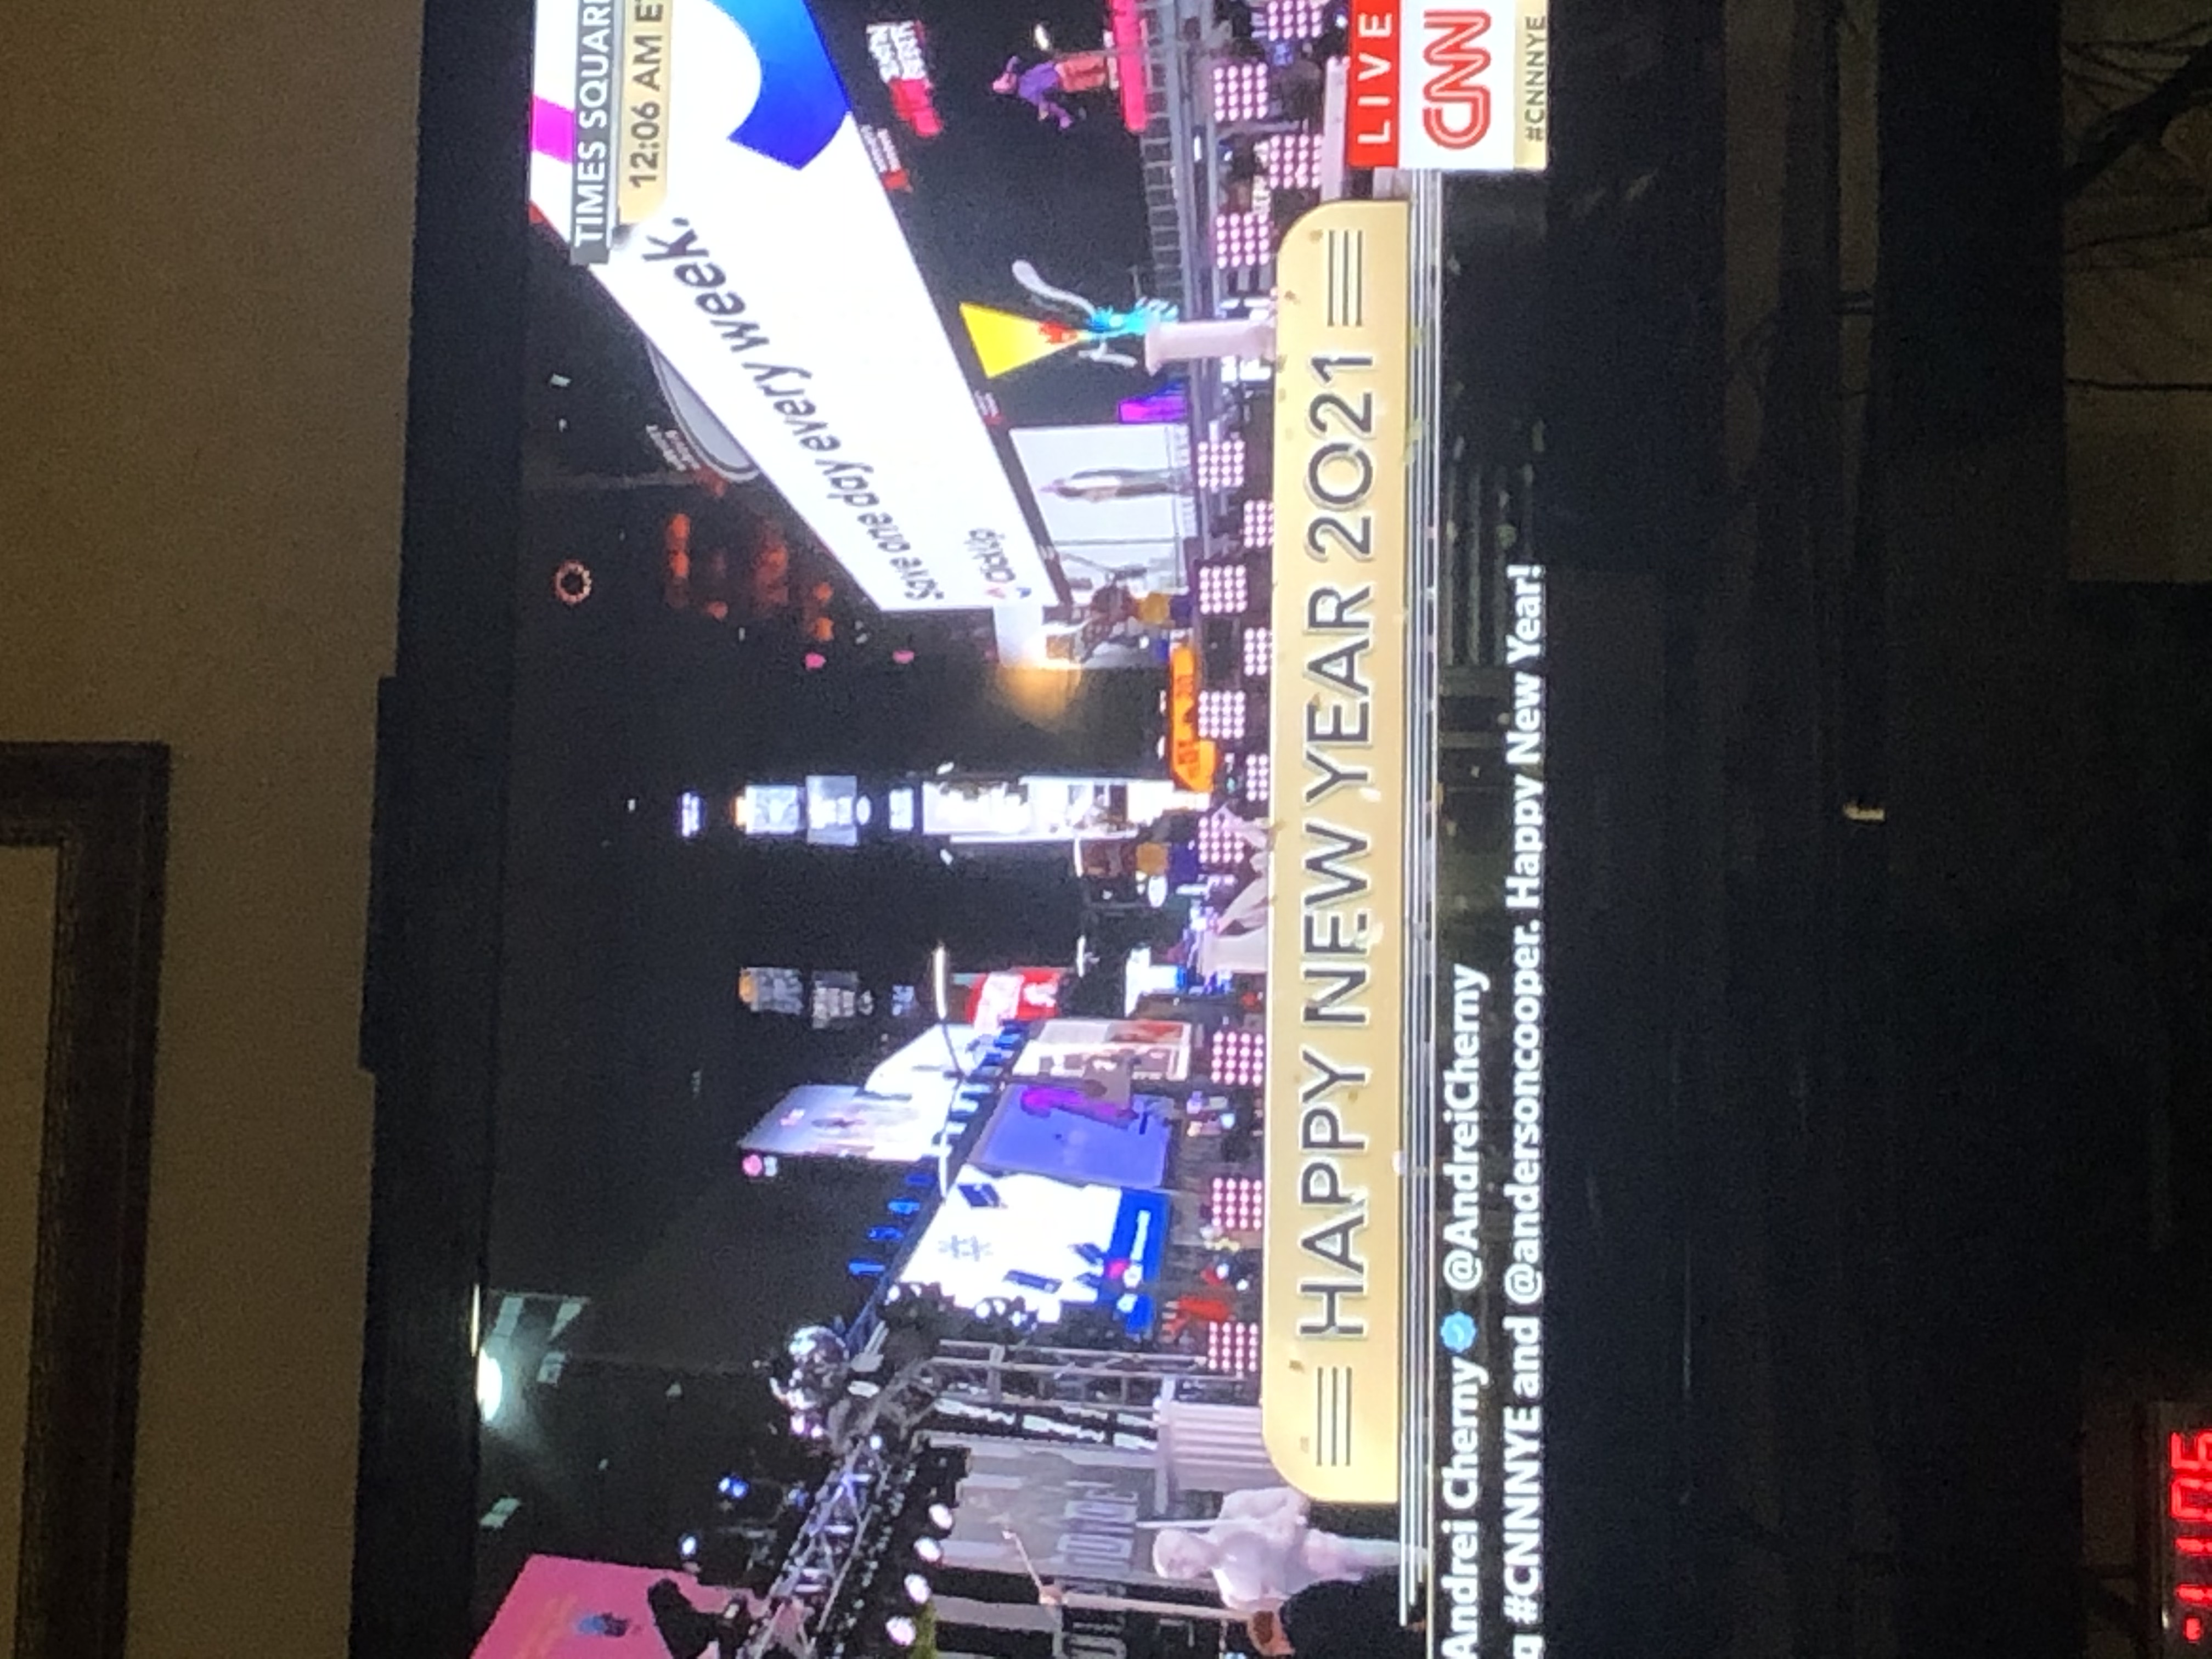 TIMES SQUAR
12:06 AM E
Save one day every week.
ClickUp
HAPPY NEW YEAR 2021
LIVE
CNN
#CNNNYE
Andrei Cherny @AndreiCherny
g #CNNNYE and @andersoncooper. Happy New Year!
1106